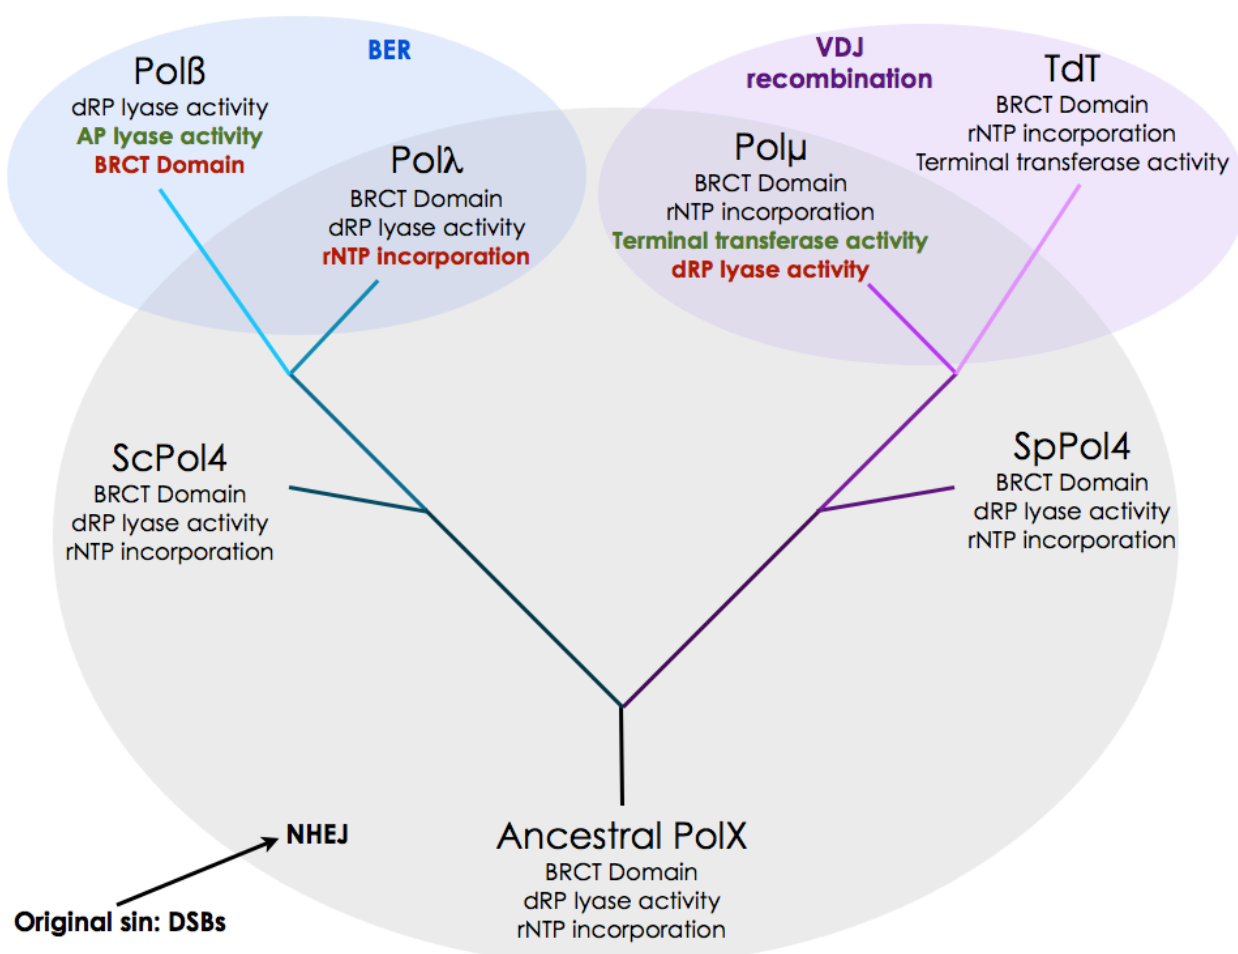 BER
Polß
dRP lyase activity
AP lyase activity
BRCT Domain
Polλ
BRCT Domain
dRP lyase activity
rNTP incorporation
VDJ
recombination
Polµ
BRCT Domain
rNTP incorporation
Terminal transferase activity
dRP lyase activity
TdT
BRCT Domain
rNTP incorporation
Terminal transferase activity
ScPol4
BRCT Domain
dRP lyase activity
rNTP incorporation
SpPol4
BRCT Domain
dRP lyase activity
rNTP incorporation
NHEJ
Original sin: DSBs
Ancestral PolX
BRCT Domain
dRP lyase activity
rNTP incorporation